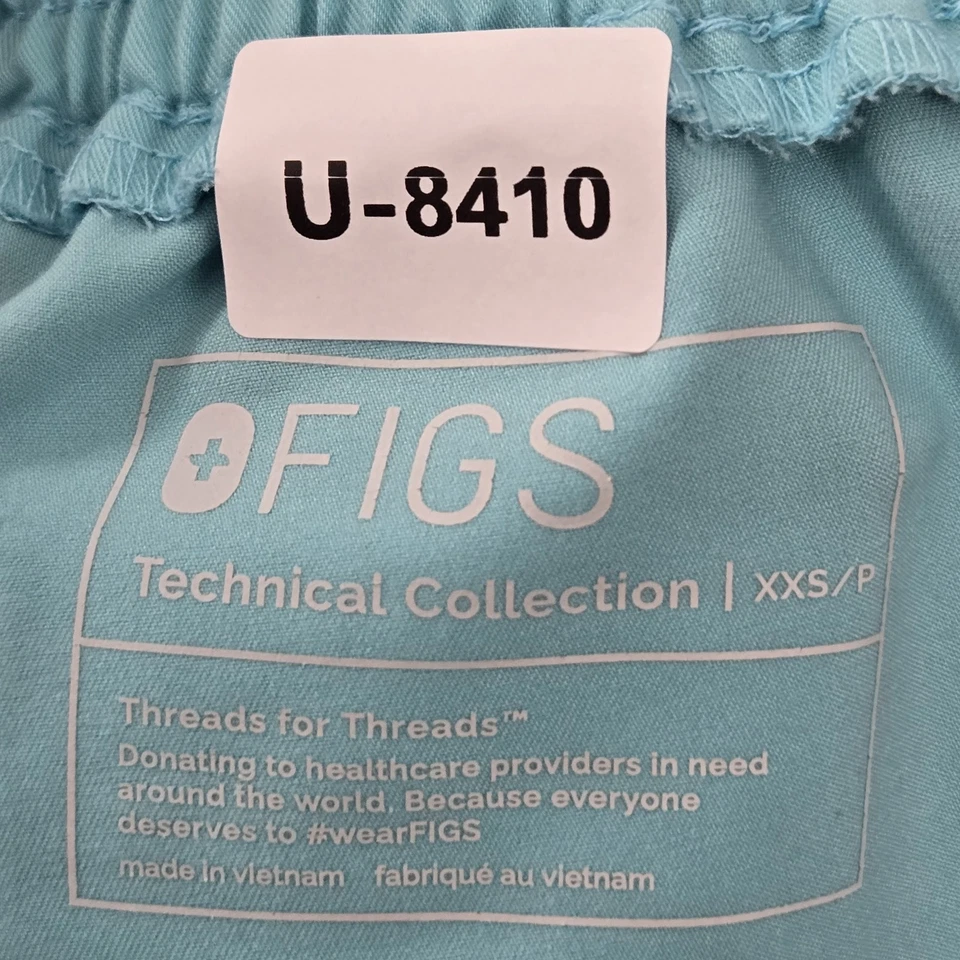 U-8410
FIGS
Technical Collection | XXS/P
Threads for Threads™
Donating to healthcare providers in need
around the world. Because everyone
deserves to #wearFIGS
made in vietnam fabriqué au vietnam